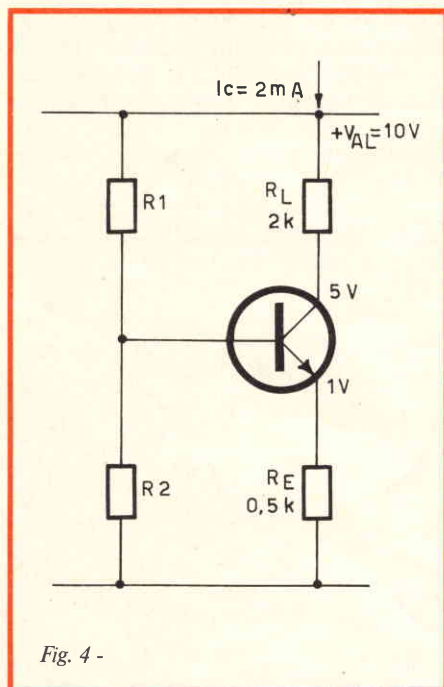 Ic = 2mA
+VAL=10V
R1
RL
2k
5V
1V
R2
RE
0,5k
Fig. 4 -